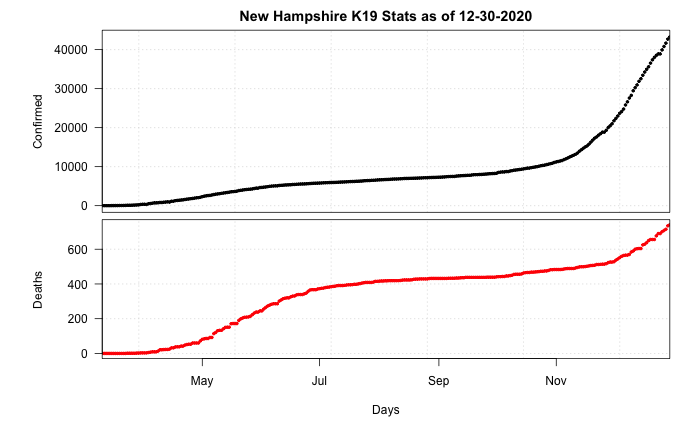 New Hampshire K19 Stats as of 12-30-2020
40000
30000
20000
10000
0
Confirmed
600
400
200
0
Deaths
May Jul Sep Nov
Days